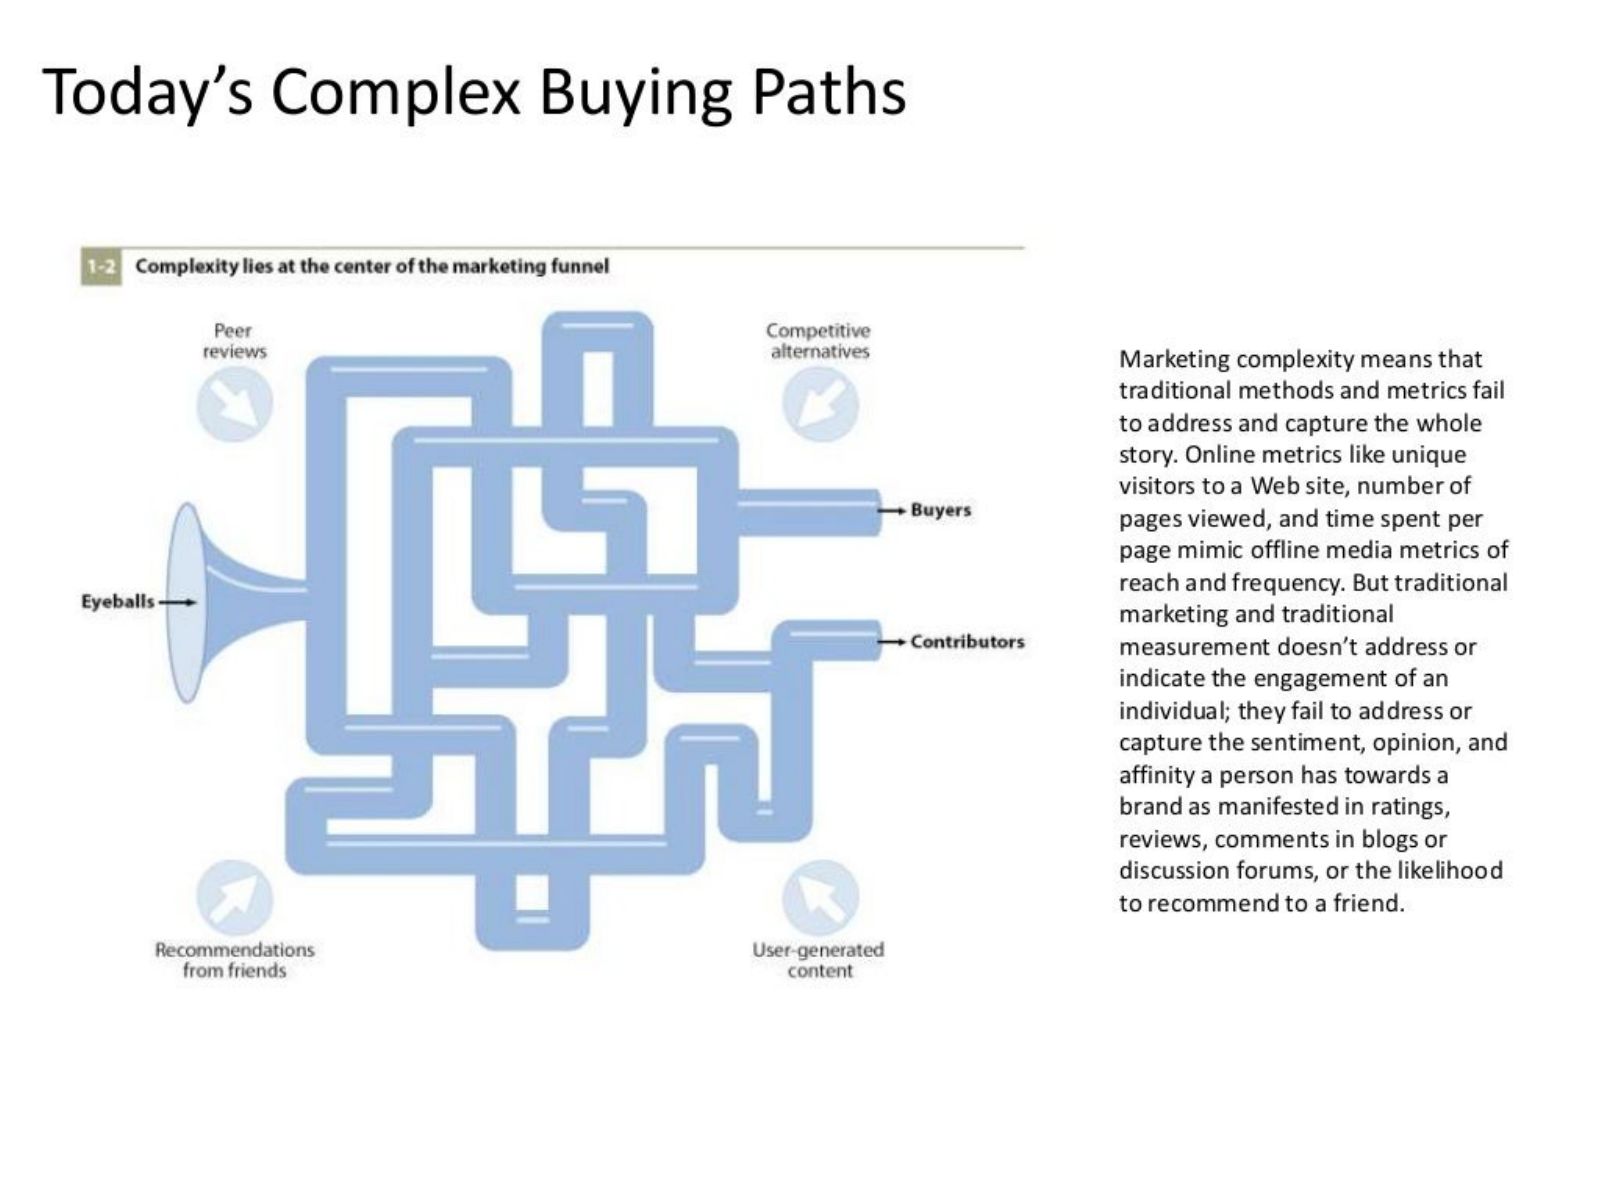 Today’s Complex Buying Paths
1-2 Complexity lies at the center of the marketing funnel
Peer
reviews
Competitive
alternatives
Eyeballs
Buyers
Contributors
Recommendations
from friends
User-generated
content
Marketing complexity means that
traditional methods and metrics fail
to address and capture the whole
story. Online metrics like unique
visitors to a Web site, number of
pages viewed, and time spent per
page mimic offline media metrics of
reach and frequency. But traditional
marketing and traditional
measurement doesn’t address or
indicate the engagement of an
individual; they fail to address or
capture the sentiment, opinion, and
affinity a person has towards a
brand as manifested in ratings,
reviews, comments in blogs or
discussion forums, or the likelihood
to recommend to a friend.